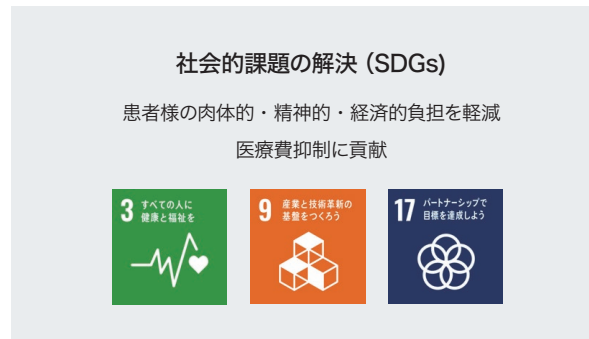 社会的課題の解決（SDGs)
患者様の肉体的・精神的・経済的負担を軽減
医療費抑制に貢献
3 すべての人に
健康と福祉を
9 産業と技術革新の
基盤をつくろう
17 パートナーシップで
目標を達成しよう